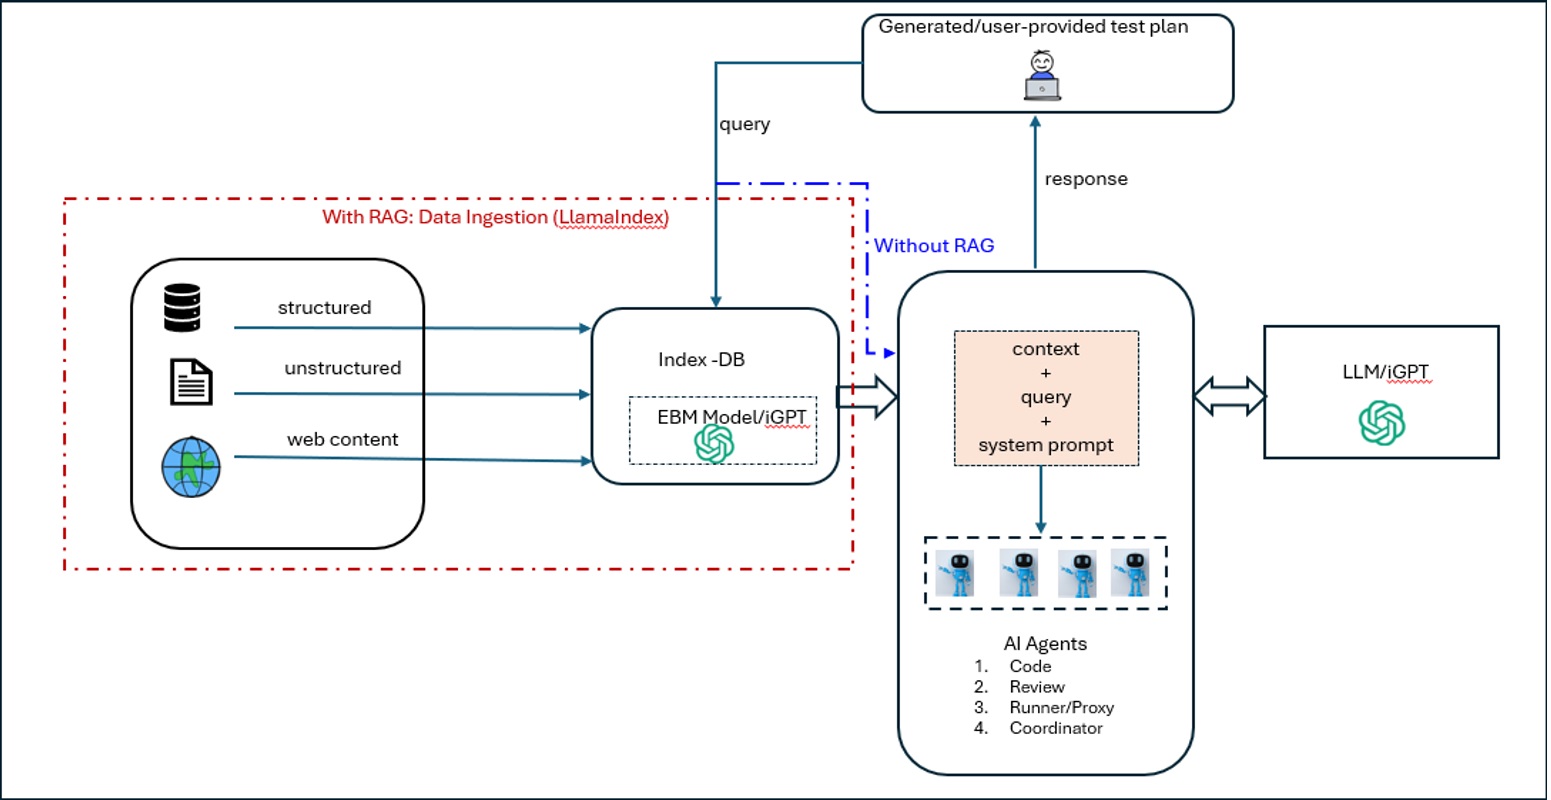 Generated/user-provided test plan
query
response
With RAG: Data Ingestion (LlamaIndex)
Without RAG
structured
unstructured
web content
Index -DB
EBM Model/iGPT
context
+
query
+
system prompt
LLM/iGPT
AI Agents
1. Code
2. Review
3. Runner/Proxy
4. Coordinator